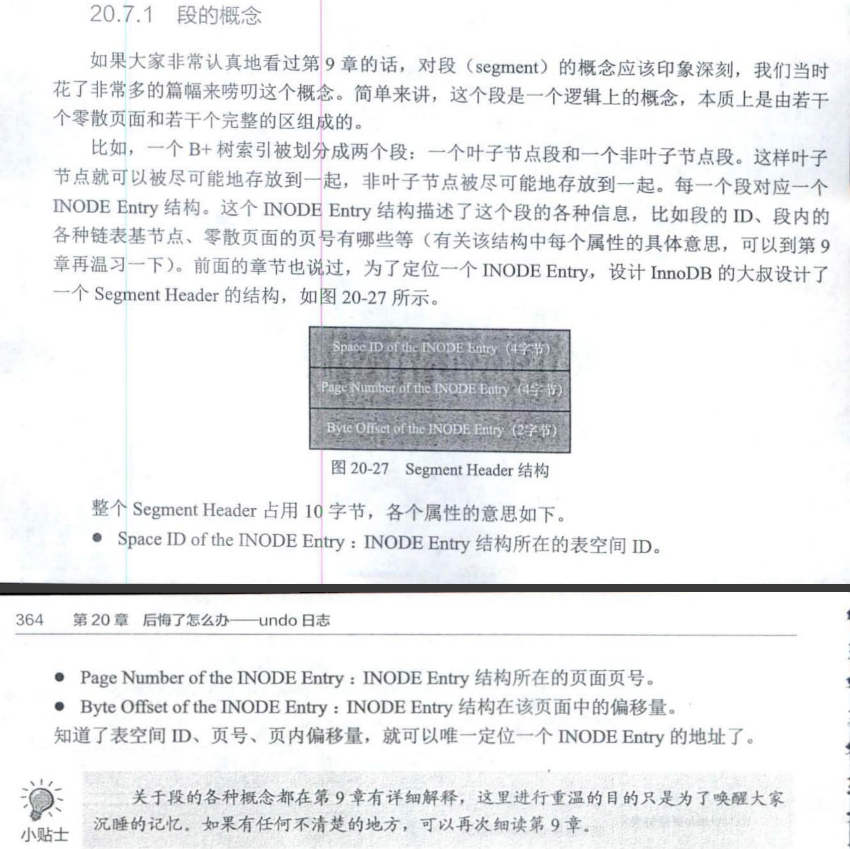 20.7.1 段的概念
如果大家非常认真地看过第 9 章的话，对段（segment）的概念应该印象深刻，我们当时
花了非常多的篇幅来唠叨这个概念。简单来讲，这个段是一个逻辑上的概念，本质上是由若干
个零散页面和若干个完整的区组成的。
比如，一个 B+ 树索引被划分成两个段：一个叶子节点段和一个非叶子节点段。这样叶子
节点就可以被尽可能地存放到一起，非叶子节点被尽可能地存放到一起。每一个段对应一个
INODE Entry 结构。这个 INODE Entry 结构描述了这个段的各种信息，比如段的 ID、段内的
各种链表基节点、零散页面的页号有哪些等（有关该结构中每个属性的具体意思，可以到第 9
章再温习一下）。前面的章节也说过，为了定位一个 INODE Entry，设计 InnoDB 的大叔设计了
一个 Segment Header 的结构，如图 20-27 所示。
Space ID of the INODE Entry（4字节）
Page Number of the INODE Entry（4字节）
Byte Offset of the INODE Entry（2字节）
图 20-27 Segment Header 结构
整个 Segment Header 占用 10 字节，各个属性的意思如下。
● Space ID of the INODE Entry：INODE Entry 结构所在的表空间 ID。
364 第 20 章 后悔了怎么办——undo 日志
● Page Number of the INODE Entry：INODE Entry 结构所在的页面页号。
● Byte Offset of the INODE Entry：INODE Entry 结构在该页面中的偏移量。
知道了表空间 ID、页号、页内偏移量，就可以唯一定位一个 INODE Entry 的地址了。
关于段的各种概念都在第 9 章有详细解释，这里进行重温的目的只是为了唤醒大家
沉睡的记忆。如果有任何不清楚的地方，可以再次细读第 9 章。
小贴士